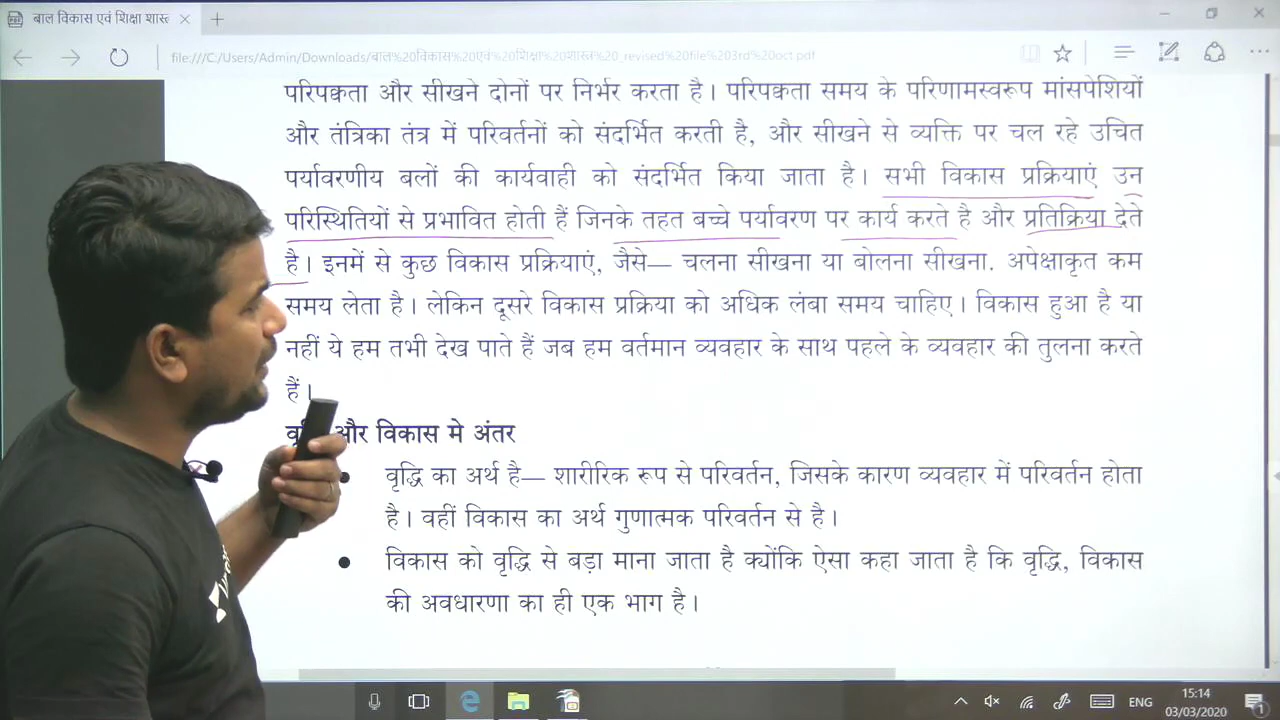 बाल विकास एवं शिक्षा शास्त्
file:///C:/Users/Admin/Downloads/बाल%20विकास%20एव%20शिक्षा%20शास्त्र%20_revised%20file%203rd%20oct.pdf
परिपक्वता और सीखने दोनों पर निर्भर करता है। परिपक्वता समय के परिणामस्वरूप मांसपेशियों
और तंत्रिका तंत्र में परिवर्तनों को संदर्भित करती है, और सीखने से व्यक्ति पर चल रहे उचित
पर्यावरणीय बलों की कार्यवाही को संदर्भित किया जाता है। सभी विकास प्रक्रियाएं उन
परिस्थितियों से प्रभावित होती हैं जिनके तहत बच्चे पर्यावरण पर कार्य करते है और प्रतिक्रिया देते
है। इनमें से कुछ विकास प्रक्रियाएं, जैसे— चलना सीखना या बोलना सीखना. अपेक्षाकृत कम
समय लेता है। लेकिन दूसरे विकास प्रक्रिया को अधिक लंबा समय चाहिए। विकास हुआ है या
नहीं ये हम तभी देख पाते हैं जब हम वर्तमान व्यवहार के साथ पहले के व्यवहार की तुलना करते
हैं।
और विकास मे अंतर
वृद्धि का अर्थ है— शारीरिक रूप से परिवर्तन, जिसके कारण व्यवहार में परिवर्तन होता
है। वहीं विकास का अर्थ गुणात्मक परिवर्तन से है।
विकास को वृद्धि से बड़ा माना जाता है क्योंकि ऐसा कहा जाता है कि वृद्धि, विकास
की अवधारणा का ही एक भाग है।
ENG
15:14
03/03/2020
1